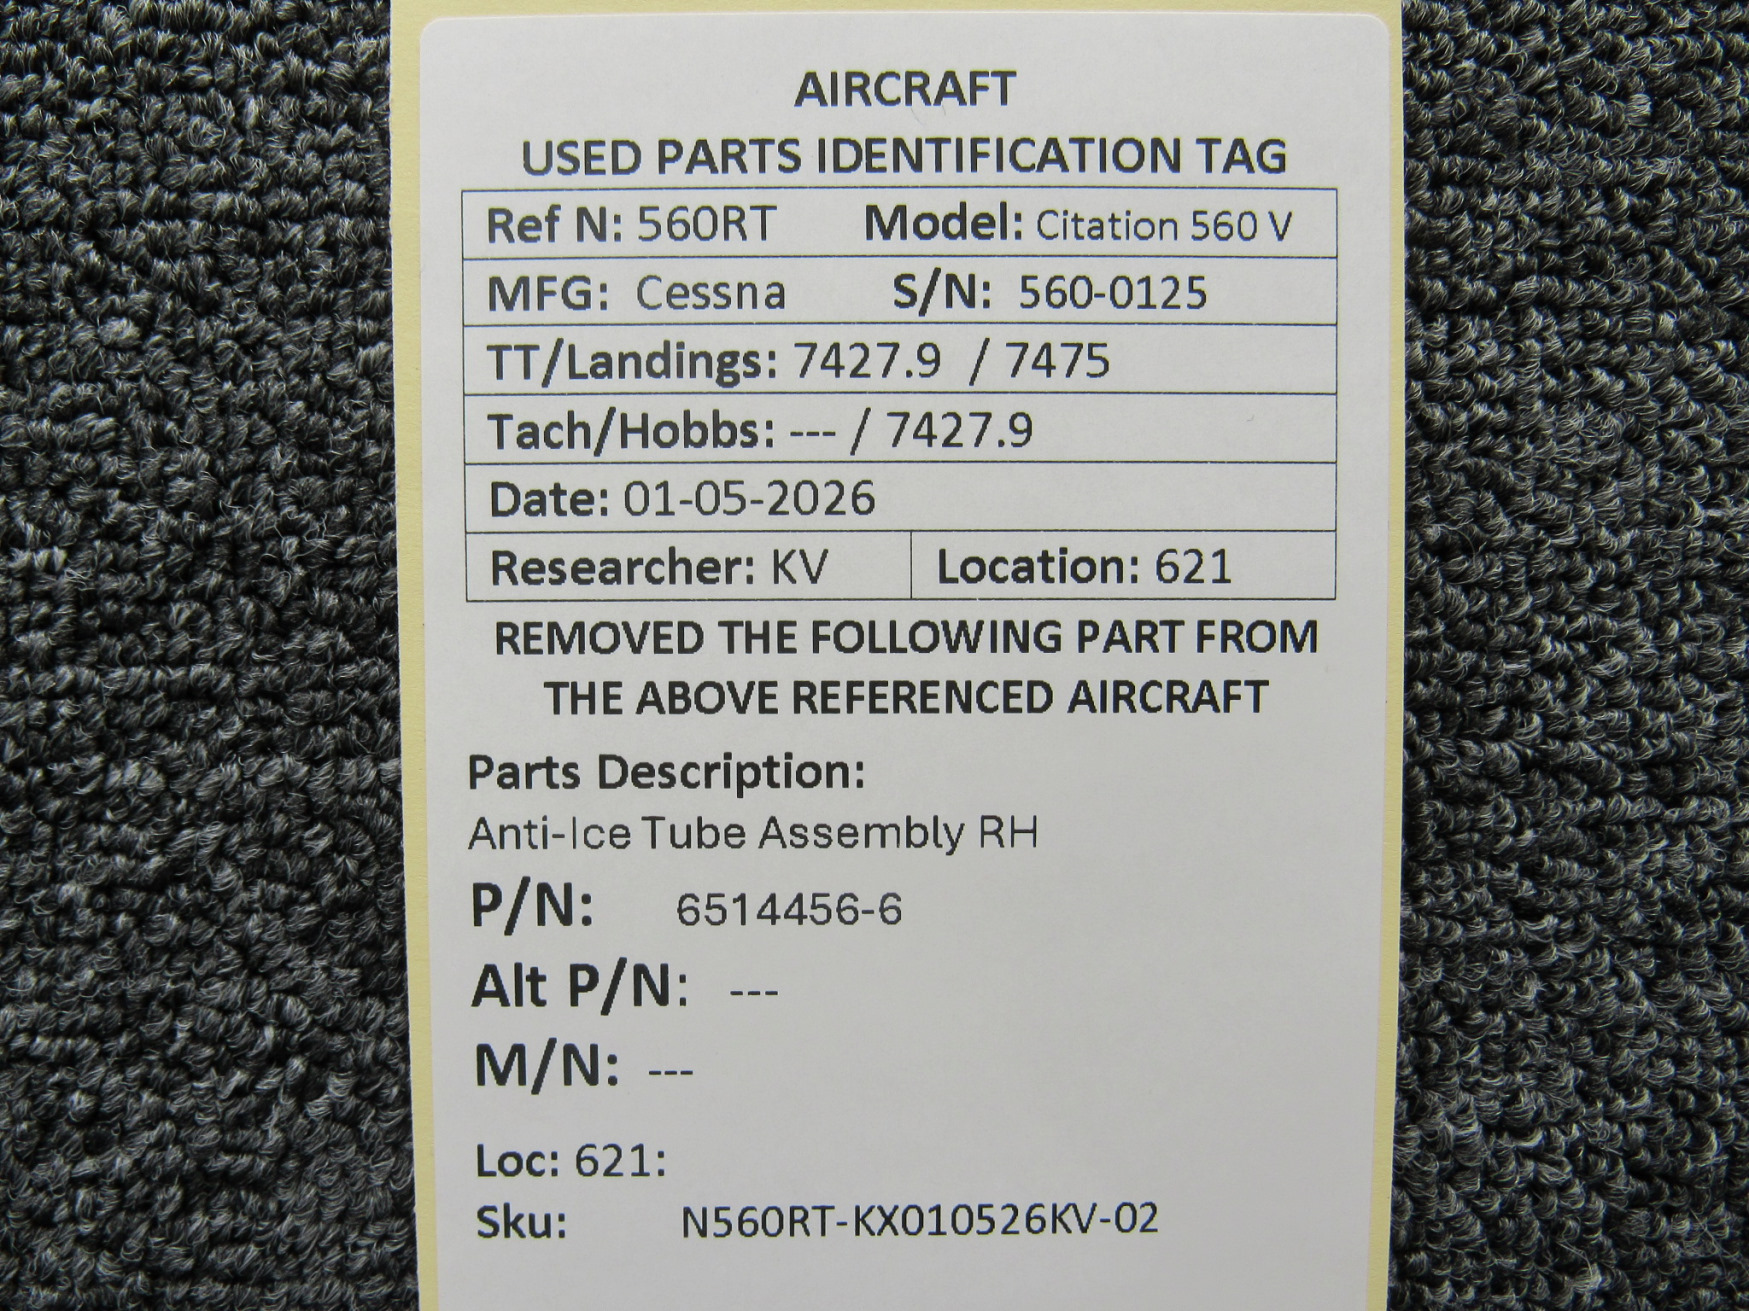 AIRCRAFT
USED PARTS IDENTIFICATION TAG
Ref N: 560RT Model: Citation 560 V
MFG: Cessna S/N: 560-0125
TT/Landings: 7427.9 / 7475
Tach/Hobbs: --- / 7427.9
Date: 01-05-2026
Researcher: KV Location: 621
REMOVED THE FOLLOWING PART FROM
THE ABOVE REFERENCED AIRCRAFT
Parts Description:
Anti-Ice Tube Assembly RH
P/N: 6514456-6
Alt P/N: ---
M/N: ---
Loc: 621:
Sku: N560RT-KX010526KV-02